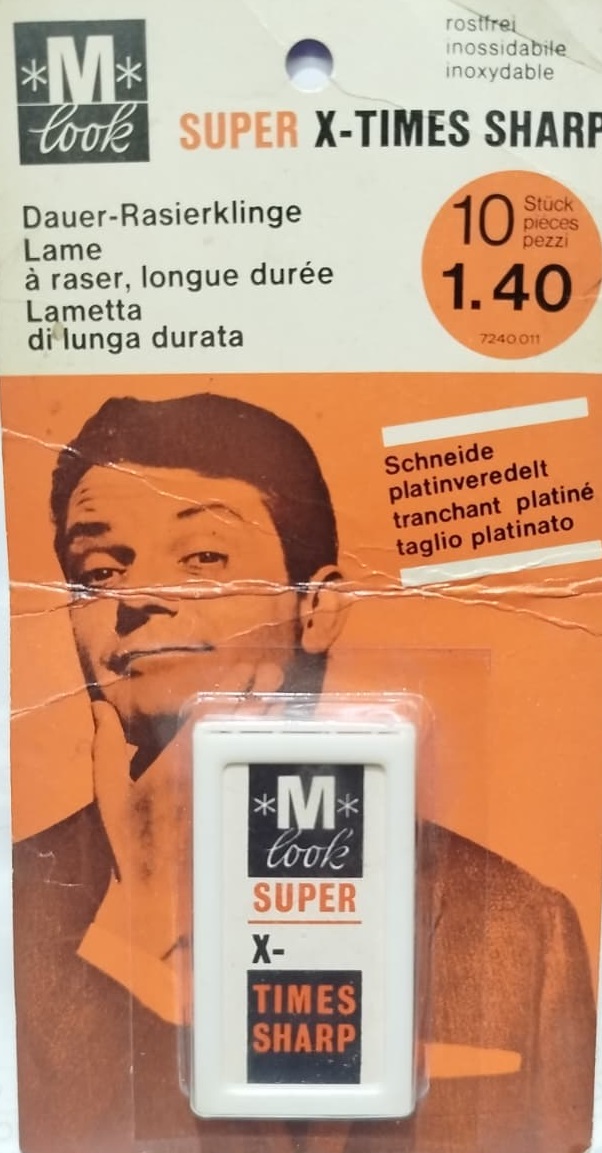 *M*
look
rostfrei
inossidabile
inoxydable
SUPER X-TIMES SHARP
Dauer-Rasierklinge
Lame
à raser, longue durée
Lametta
di lunga durata
10 Stück
pièces
pezzi
1.40
7240 011
Schneide
platinveredelt
tranchant platiné
taglio platinato
*M*
look
SUPER
X-
TIMES
SHARP